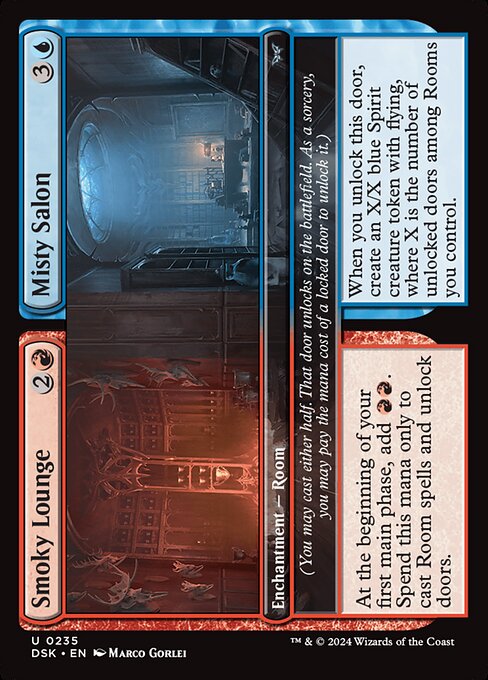 Smoky Lounge 2
At the beginning of your
first main phase, add .
Spend this mana only to
cast Room spells and unlock
doors.
Misty Salon 3
When you unlock this door,
create an X/X blue Spirit
creature token with flying,
where X is the number of
unlocked doors among Rooms
you control.
Enchantment — Room
(You may cast either half. That door unlocks on the battlefield. As a sorcery,
you may pay the mana cost of a locked door to unlock it.)
U 0235
DSK • EN Marco Gorlei
™ & © 2024 Wizards of the Coast